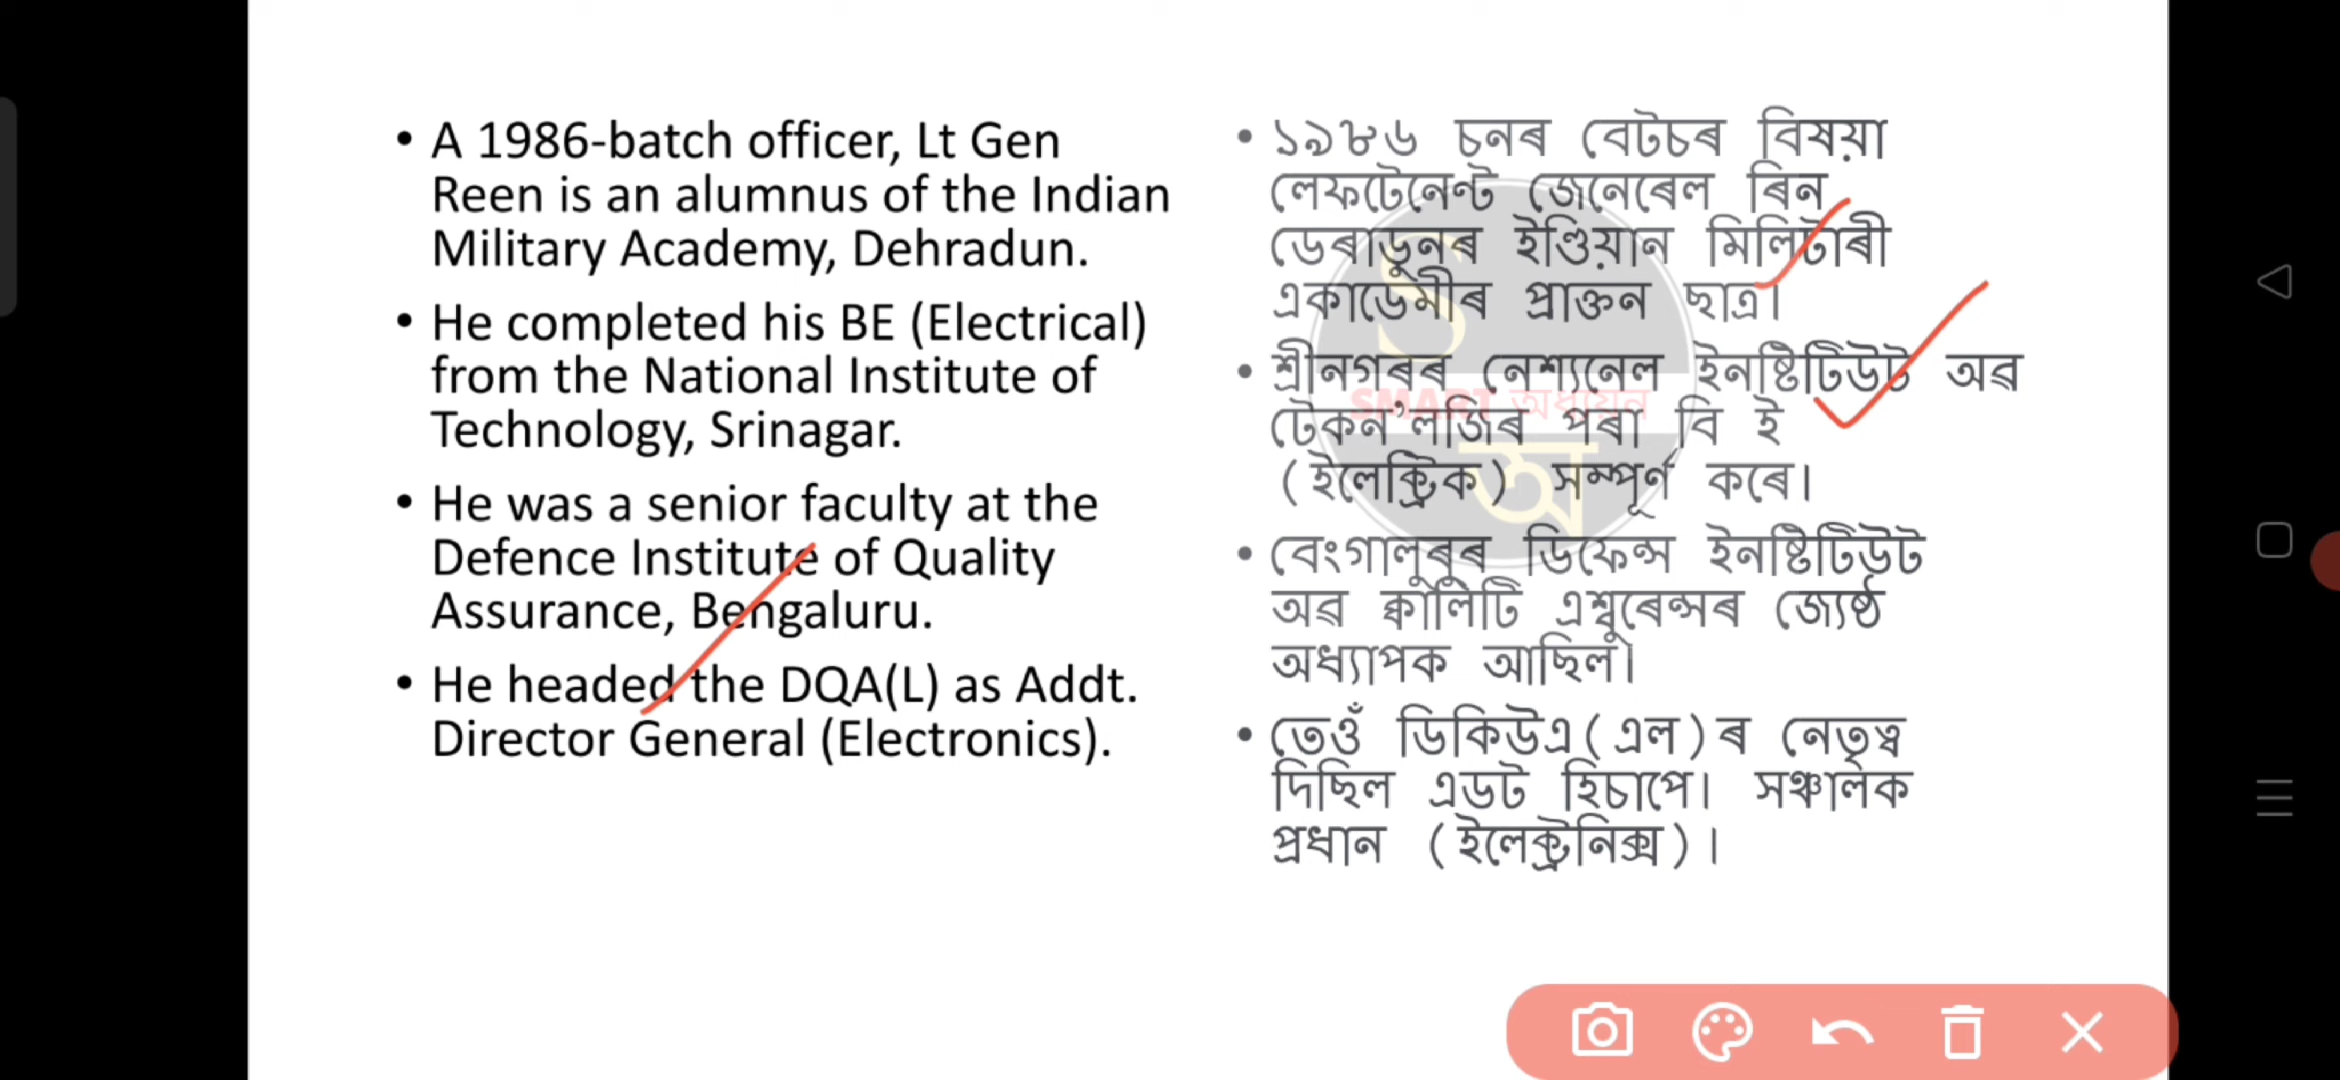 • A 1986-batch officer, Lt Gen
Reen is an alumnus of the Indian
Military Academy, Dehradun.
• He completed his BE (Electrical)
from the National Institute of
Technology, Srinagar.
• He was a senior faculty at the
Defence Institute of Quality
Assurance, Bengaluru.
• He headed the DQA(L) as Addt.
Director General (Electronics).
• ১৯৮৬ চনৰ বেটচৰ বিষয়া
লেফটেনেন্ট জেনেৰেল ৰিন
ডেৰাডুনৰ ইণ্ডিয়ান মিলিটাৰী
একাডেমীৰ প্ৰাক্তন ছাত্ৰ।
• শ্ৰীনগৰৰ নেশ্যনেল ইনষ্টিটিউট অৱ
টেকন'লজিৰ পৰা বি ই
(ইলেক্ট্ৰিক) সম্পূৰ্ণ কৰে।
• বেংগালুৰুৰ ডিফেন্স ইনষ্টিটিউট
অৱ ক্বালিটি এশ্বুৰেন্সৰ জ্যেষ্ঠ
অধ্যাপক আছিল।
• তেওঁ ডিকিউএ(এল)ৰ নেতৃত্ব
দিছিল এডট হিচাপে। সঞ্চালক
প্ৰধান (ইলেক্ট্ৰনিক্স)।
S
SMART অধ্যয়ন
অ